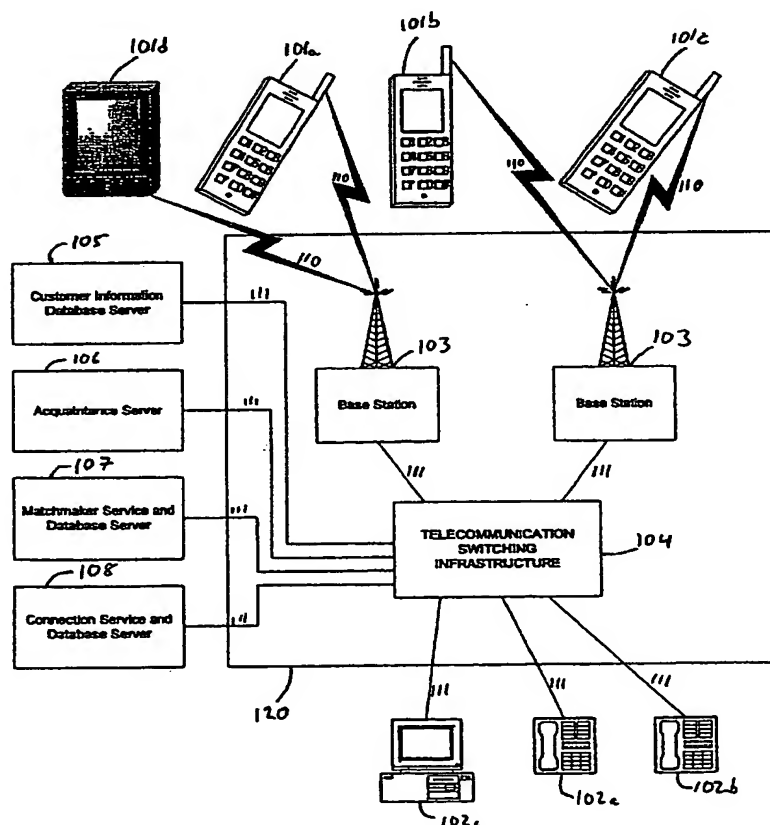 101d
101a
101b
101c
110
110
110
110
105
Customer Information
Database Server
111
106
Acquaintance Server
111
107
Matchmaker Service and
Database Server
111
108
Connection Service and
Database Server
111
103
Base Station
103
Base Station
111
111
TELECOMMUNICATION
SWITCHING
INFRASTRUCTURE
104
120
111
111
111
102a
102b